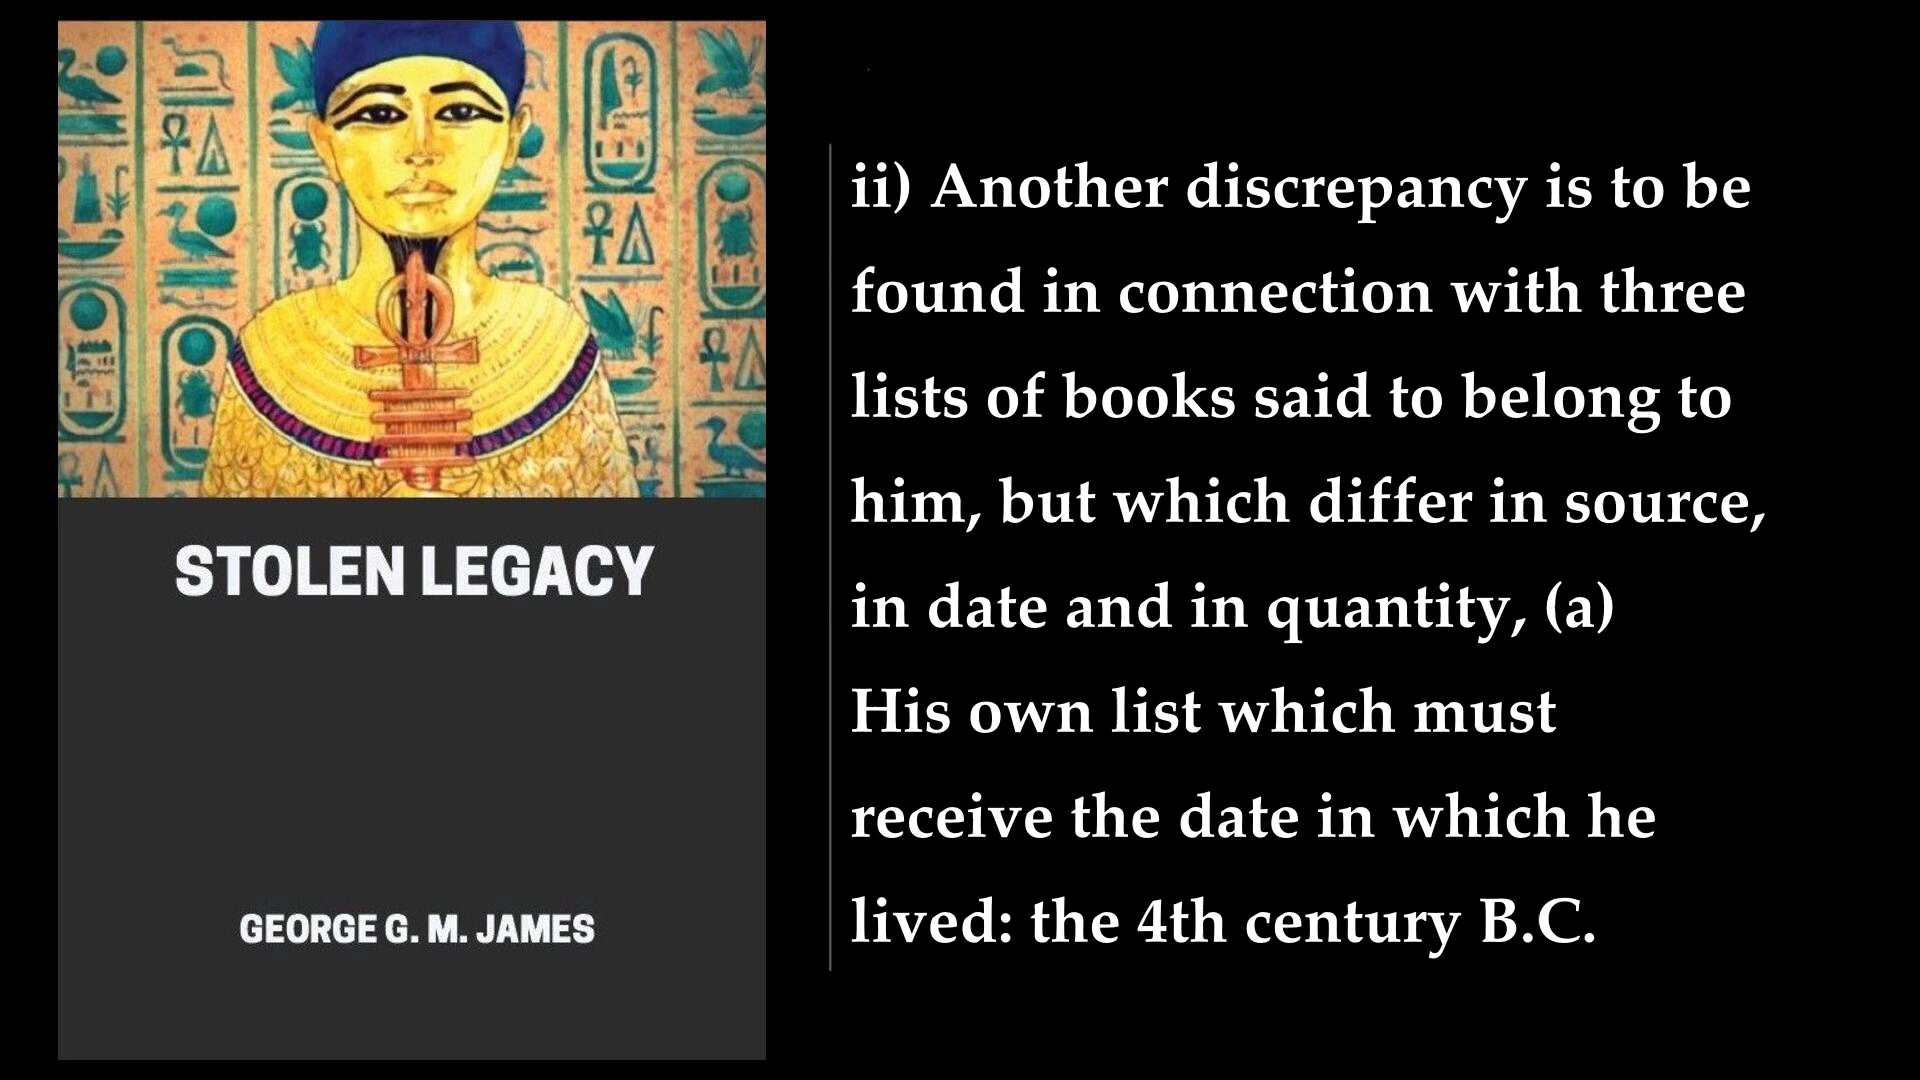 STOLEN LEGACY
GEORGE G. M. JAMES
ii) Another discrepancy is to be
found in connection with three
lists of books said to belong to
him, but which differ in source,
in date and in quantity, (a)
His own list which must
receive the date in which he
lived: the 4th century B.C.